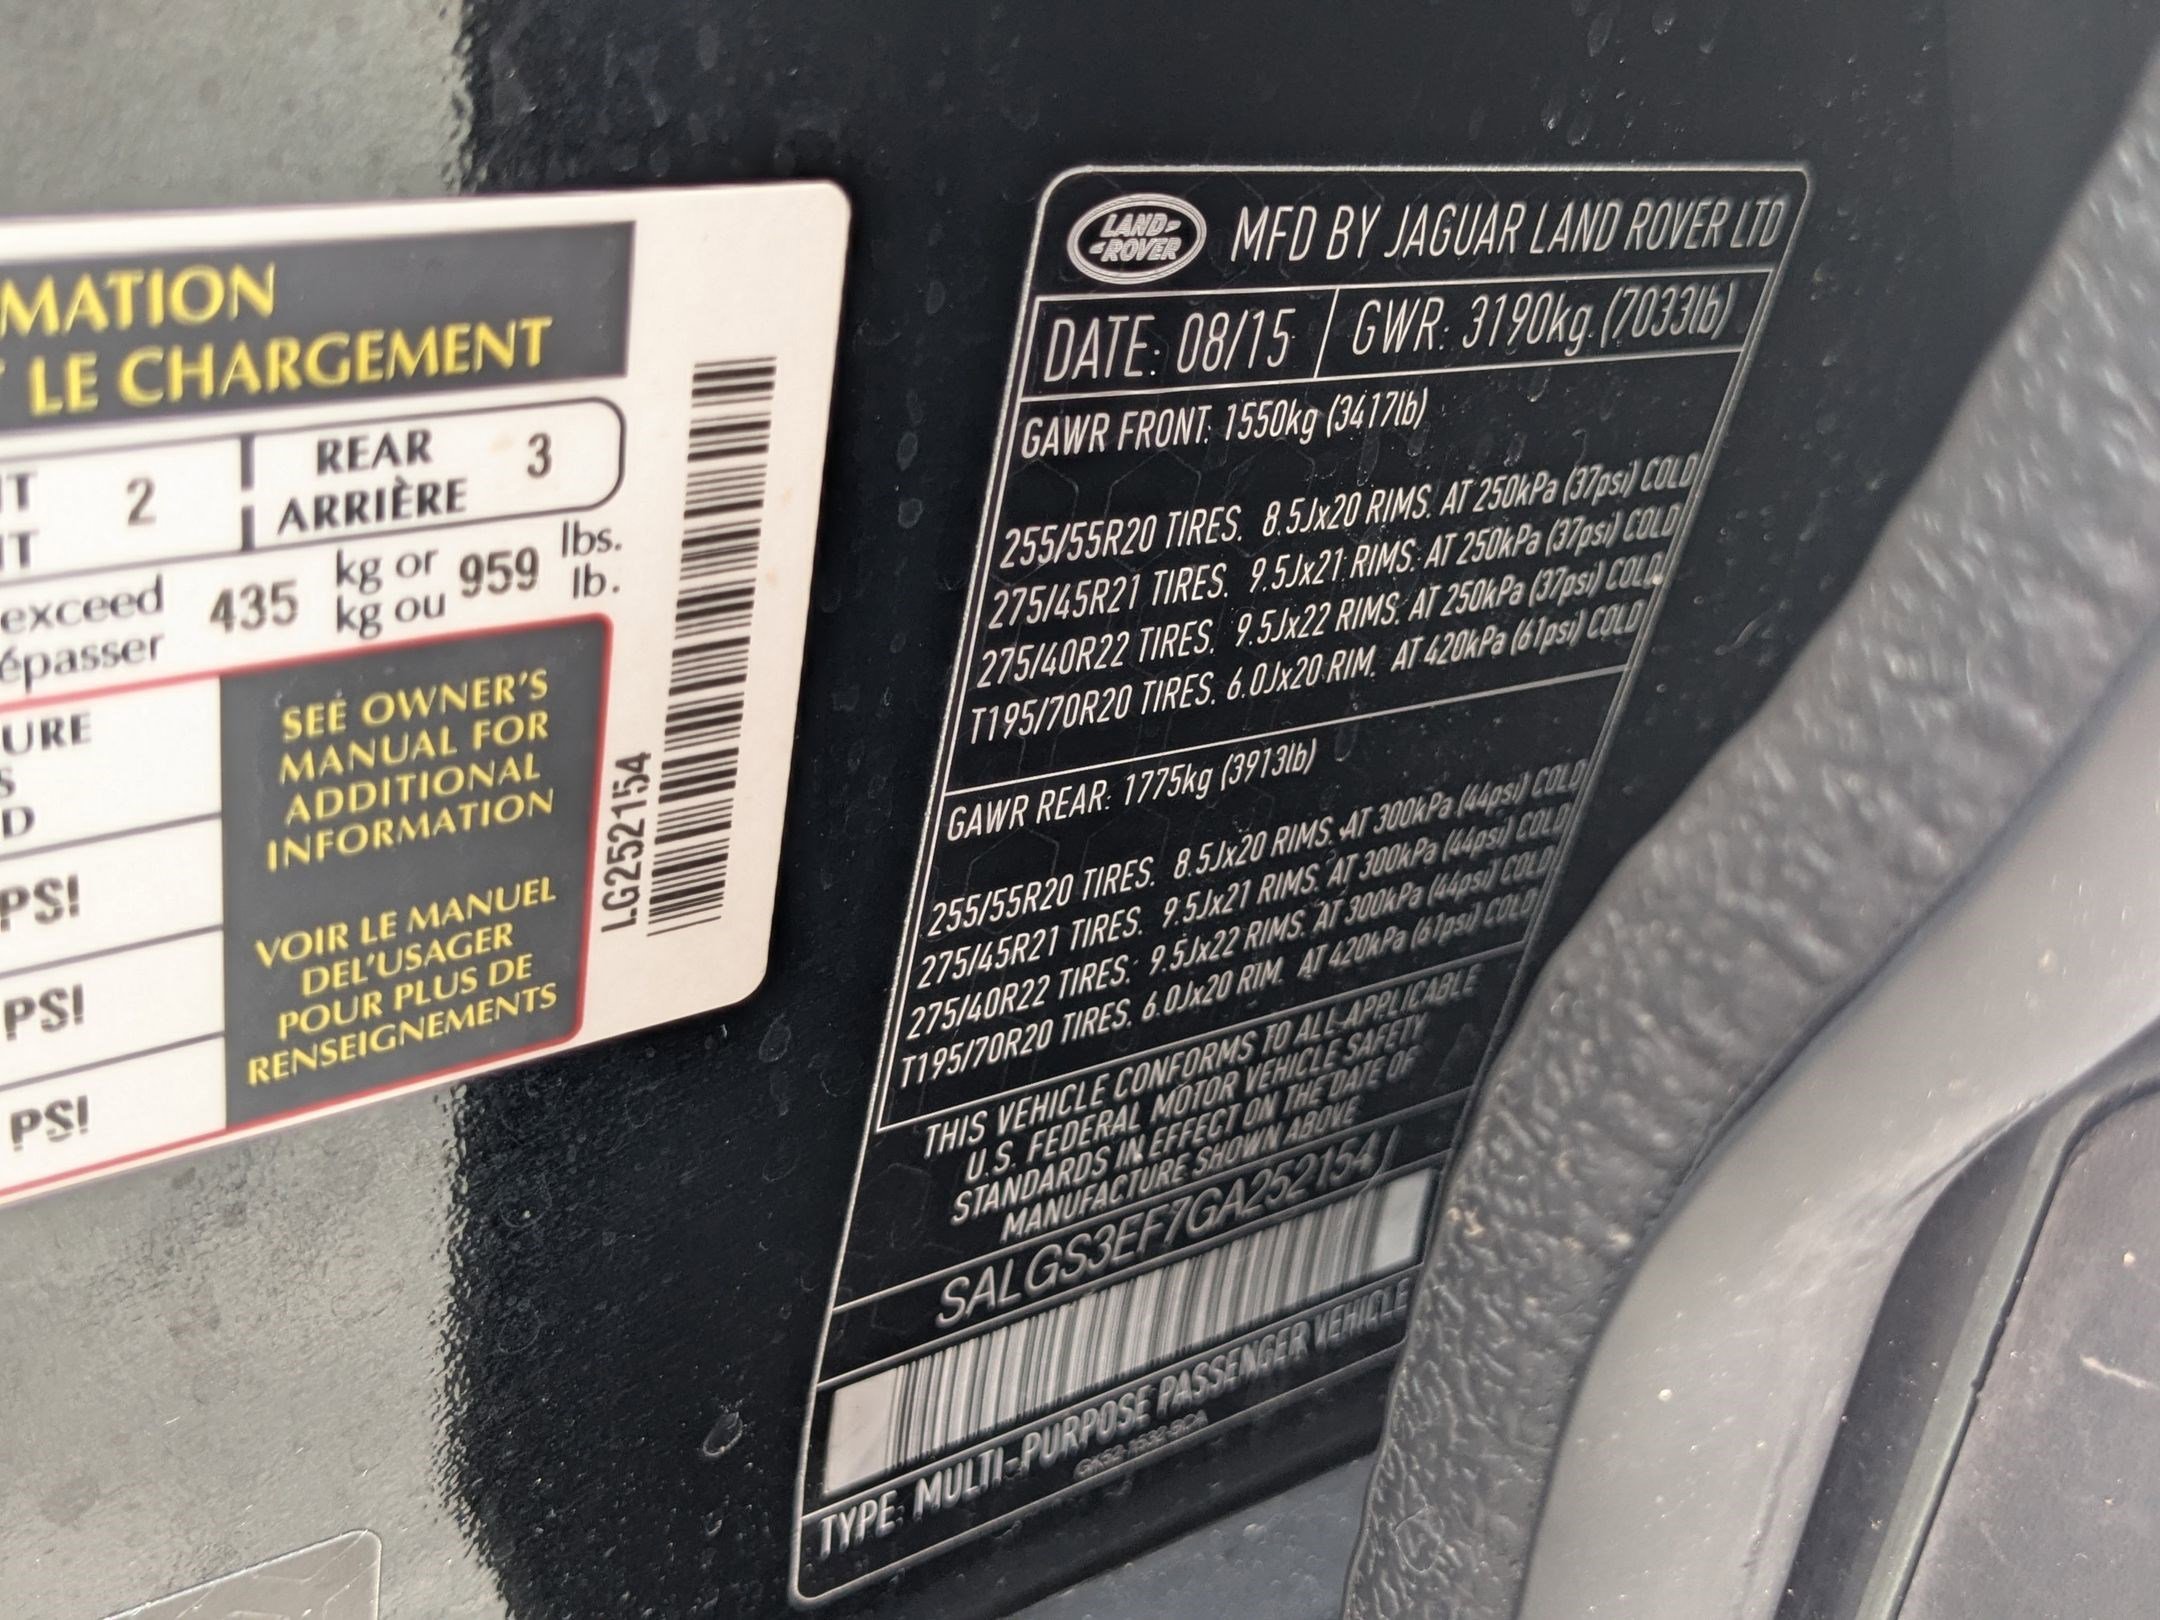 MATION
LE CHARGEMENT
2
REAR
ARRIÈRE
3
exceed
435
kg or
kg ou
959
lbs.
lb.
épasser
URE
S
D
PSI
PSI
PSI
SEE OWNER'S
MANUAL FOR
ADDITIONAL
INFORMATION
VOIR LE MANUEL
DEL'USAGER
POUR PLUS DE
RENSEIGNEMENTS
LG252154
LAND-
-ROVER
MFD BY JAGUAR LAND ROVER LTD
DATE: 08/15
GWR: 3190kg (7033lb)
GAWR FRONT: 1550kg (3417lb)
255/55R20 TIRES. 8.5Jx20 RIMS. AT 250kPa (37psi) COLD
275/45R21 TIRES. 9.5Jx21 RIMS. AT 250kPa (37psi) COLD
275/40R22 TIRES. 9.5Jx22 RIMS. AT 250kPa (37psi) COLD
T195/70R20 TIRES. 6.0Jx20 RIM. AT 420kPa (61psi) COLD
GAWR REAR: 1775kg (3913lb)
255/55R20 TIRES. 8.5Jx20 RIMS. AT 300kPa (44psi) COLD
275/45R21 TIRES. 9.5Jx21 RIMS. AT 300kPa (44psi) COLD
275/40R22 TIRES. 9.5Jx22 RIMS. AT 300kPa (44psi) COLD
T195/70R20 TIRES. 6.0Jx20 RIM. AT 420kPa (61psi) COLD
THIS VEHICLE CONFORMS TO ALL APPLICABLE
U.S. FEDERAL MOTOR VEHICLE SAFETY
STANDARDS IN EFFECT ON THE DATE OF
MANUFACTURE SHOWN ABOVE
SALGS3EF7GA252154
TYPE: MULTI-PURPOSE PASSENGER VEHICLE